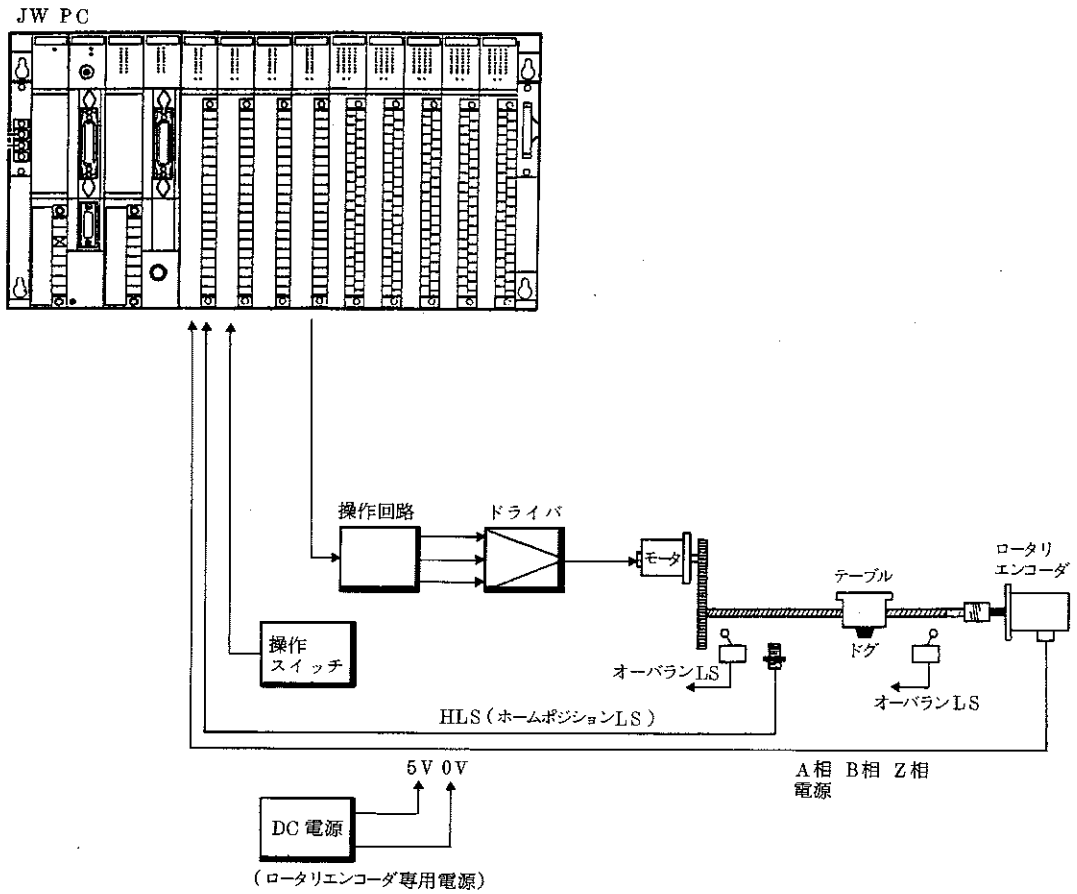 JW PC
操作回路
ドライバ
モータ
ロータリ
エンコーダ
テーブル
ドグ
操作
スイッチ
オーバランLS
オーバランLS
HLS(ホームポジションLS)
5V 0V
A相 B相 Z相
電源
DC電源
(ロータリエンコーダ専用電源)